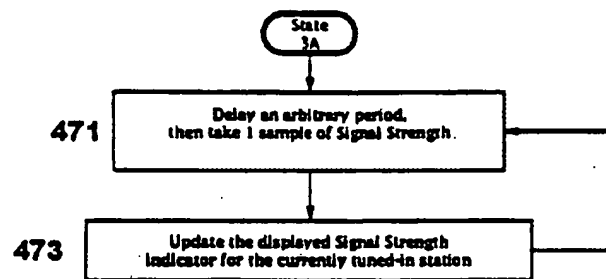 State
3A
471
Delay an arbitrary period,
then take 1 sample of Signal Strength.
473
Update the displayed Signal Strength
Indicator for the currently tuned-in station